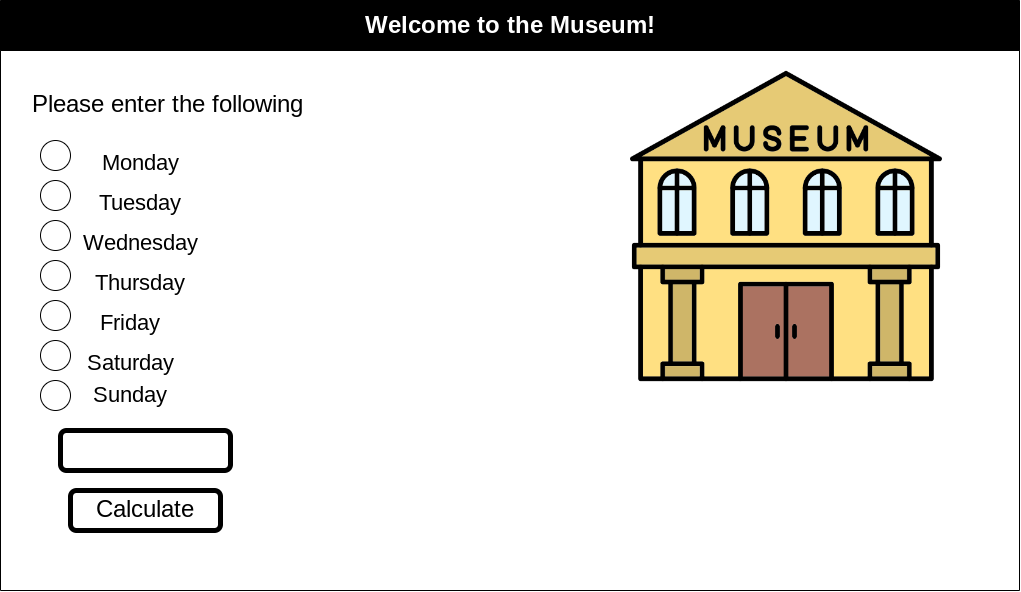 Welcome to the Museum!
Please enter the following
MUSEUM
Monday
Tuesday
Wednesday
Thursday
Friday
Saturday
Sunday
Calculate